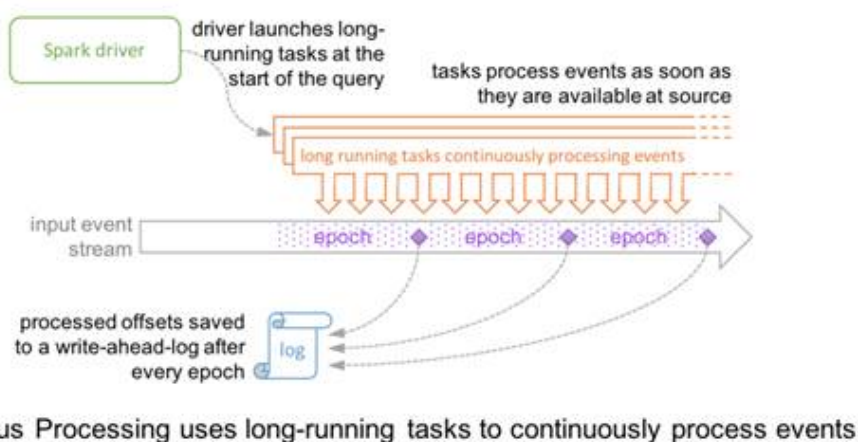 Spark driver
driver launches long-
running tasks at the
start of the query
tasks process events as soon as
they are available at source
long running tasks continuously processing events
input event
stream
epoch epoch epoch
processed offsets saved
to a write-ahead-log after
every epoch
log
us Processing uses long-running tasks to continuously process events